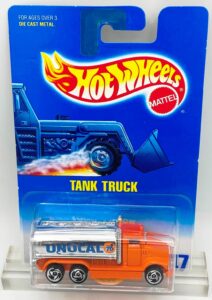 FOR AGES OVER 3
DIE CAST METAL
Hot Wheels
MATTEL
TANK TRUCK
UNOCAL